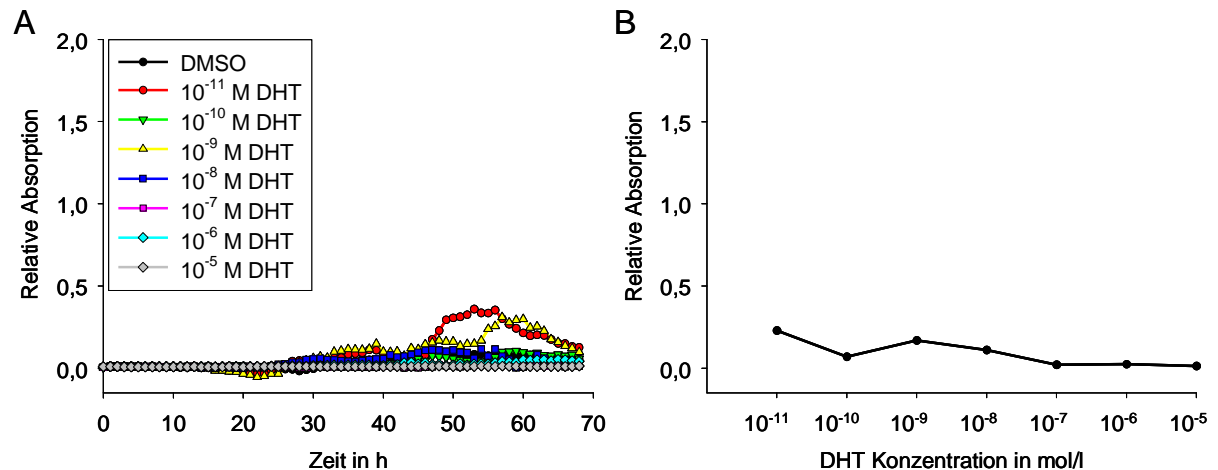 A
B
2,0
1,5
1,0
0,5
0,0
Relative Absorption
DMSO
10⁻¹¹ M DHT
10⁻¹⁰ M DHT
10⁻⁹ M DHT
10⁻⁸ M DHT
10⁻⁷ M DHT
10⁻⁶ M DHT
10⁻⁵ M DHT
0 10 20 30 40 50 60 70
Zeit in h
2,0
1,5
1,0
0,5
0,0
Relative Absorption
10⁻¹¹ 10⁻¹⁰ 10⁻⁹ 10⁻⁸ 10⁻⁷ 10⁻⁶ 10⁻⁵
DHT Konzentration in mol/l